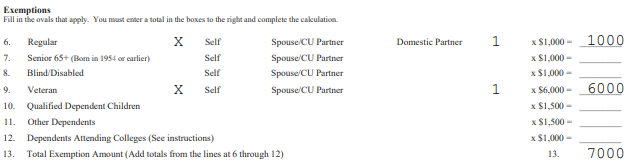 Exemptions
Fill in the ovals that apply. You must enter a total in the boxes to the right and complete the calculation.
6. Regular X Self Spouse/CU Partner Domestic Partner 1 x $1,000 = 1000
7. Senior 65+ (Born in 1954 or earlier) Self Spouse/CU Partner x $1,000 =
8. Blind/Disabled Self Spouse/CU Partner x $1,000 =
9. Veteran X Self Spouse/CU Partner 1 x $6,000 = 6000
10. Qualified Dependent Children x $1,500 =
11. Other Dependents x $1,500 =
12. Dependents Attending Colleges (See instructions) x $1,000 =
13. Total Exemption Amount (Add totals from the lines at 6 through 12) 13. 7000